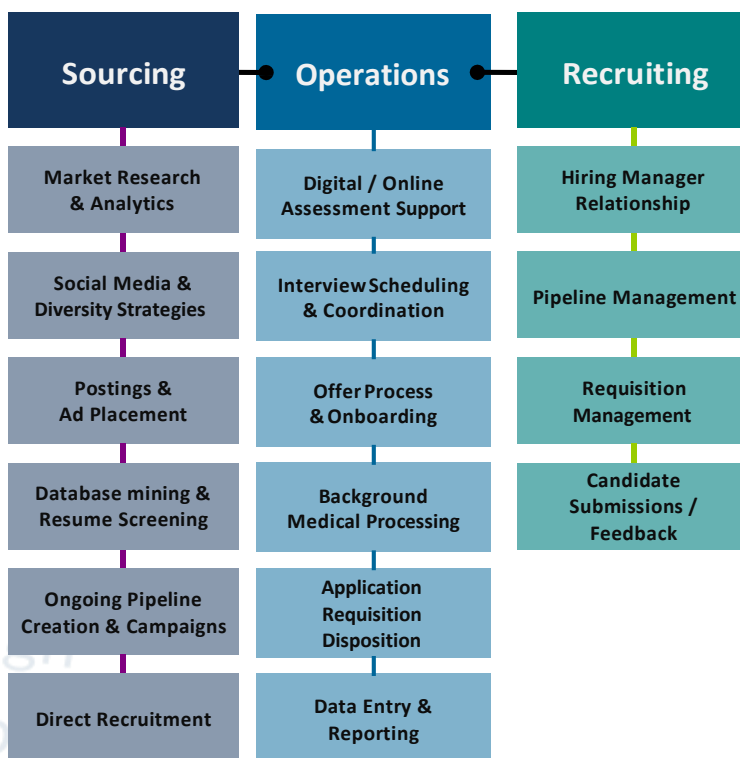 Sourcing
Operations
Recruiting
Market Research
& Analytics
Social Media &
Diversity Strategies
Postings &
Ad Placement
Database mining &
Resume Screening
Ongoing Pipeline
Creation & Campaigns
Direct Recruitment
Digital / Online
Assessment Support
Interview Scheduling
& Coordination
Offer Process
& Onboarding
Background
Medical Processing
Application
Requisition
Disposition
Data Entry &
Reporting
Hiring Manager
Relationship
Pipeline Management
Requisition
Management
Candidate
Submissions /
Feedback